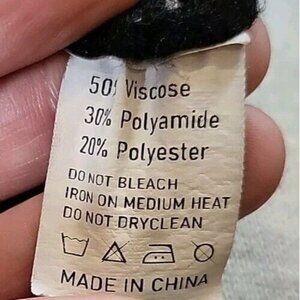 50% Viscose
30% Polyamide
20% Polyester
DO NOT BLEACH
IRON ON MEDIUM HEAT
DO NOT DRYCLEAN
MADE IN CHINA